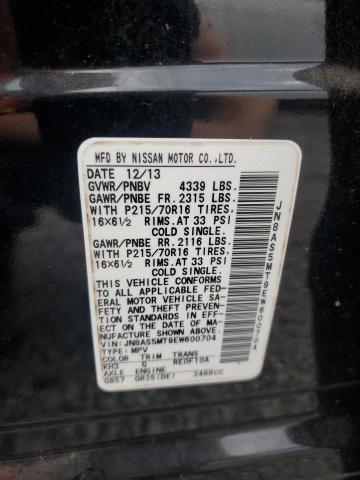 MFD BY NISSAN MOTOR CO., LTD.
DATE 12/13
GVWR/PNBV 4339 LBS.
GAWR/PNBE FR. 2315 LBS.
WITH P215/70R16 TIRES,
16X6½ RIMS.AT 33 PSI
COLD SINGLE.
GAWR/PNBE RR. 2116 LBS.
WITH P215/70R16 TIRES,
16X6½ RIMS.AT 33 PSI
COLD SINGLE.
THIS VEHICLE CONFORMS
TO ALL APPLICABLE FED-
ERAL MOTOR VEHICLE SA-
FETY AND THEFT PREVEN-
TION STANDARDS IN EFF-
ECT ON THE DATE OF MA-
NUFACTURE SHOWN ABOVE.
VIN: JN8AS5MT9EW600704
TYPE: MPV
COLOR TRIM TRANS
KH3 G RE0F10A
AXLE ENGINE
GB57 QR25(DE) 2488CC
JN8AS5MT9EW600704